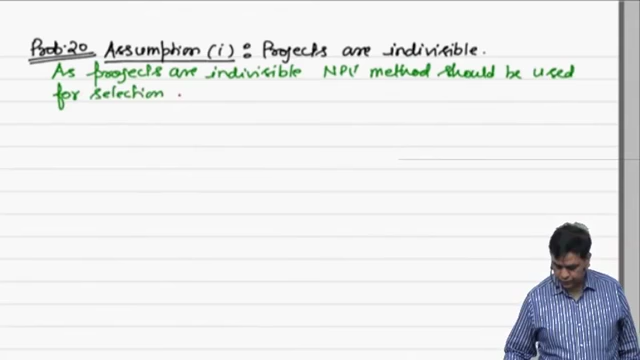 Prob.20 Assumption (i) : Projects are indivisible.
As projects are indivisible NPV method should be used
for selection .